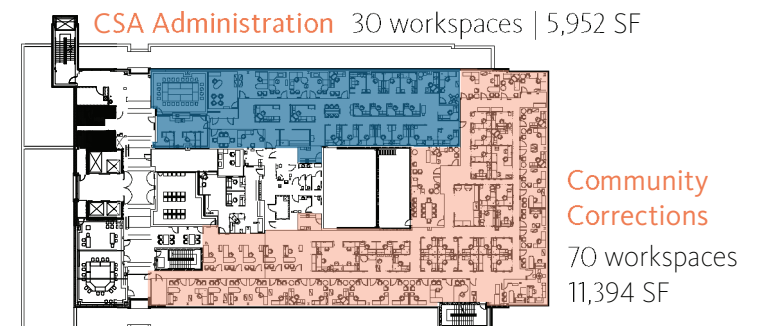 CSA Administration 30 workspaces | 5,952 SF
Community
Corrections
70 workspaces
11,394 SF